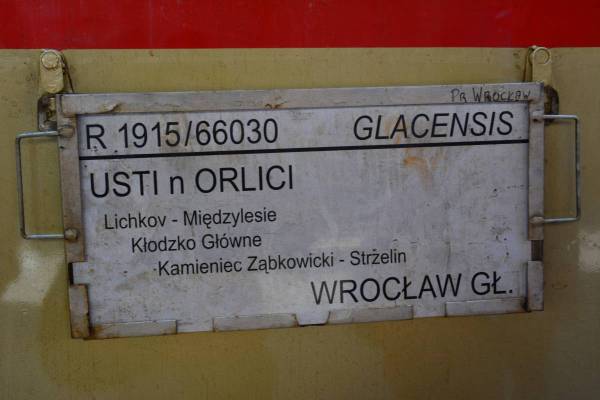 PR WROCŁAW
R 1915/66030 GLACENSIS
USTI n ORLICI
Lichkov - Międzylesie
Kłodzko Główne
Kamieniec Ząbkowicki - Strzelin
WROCŁAW GŁ.